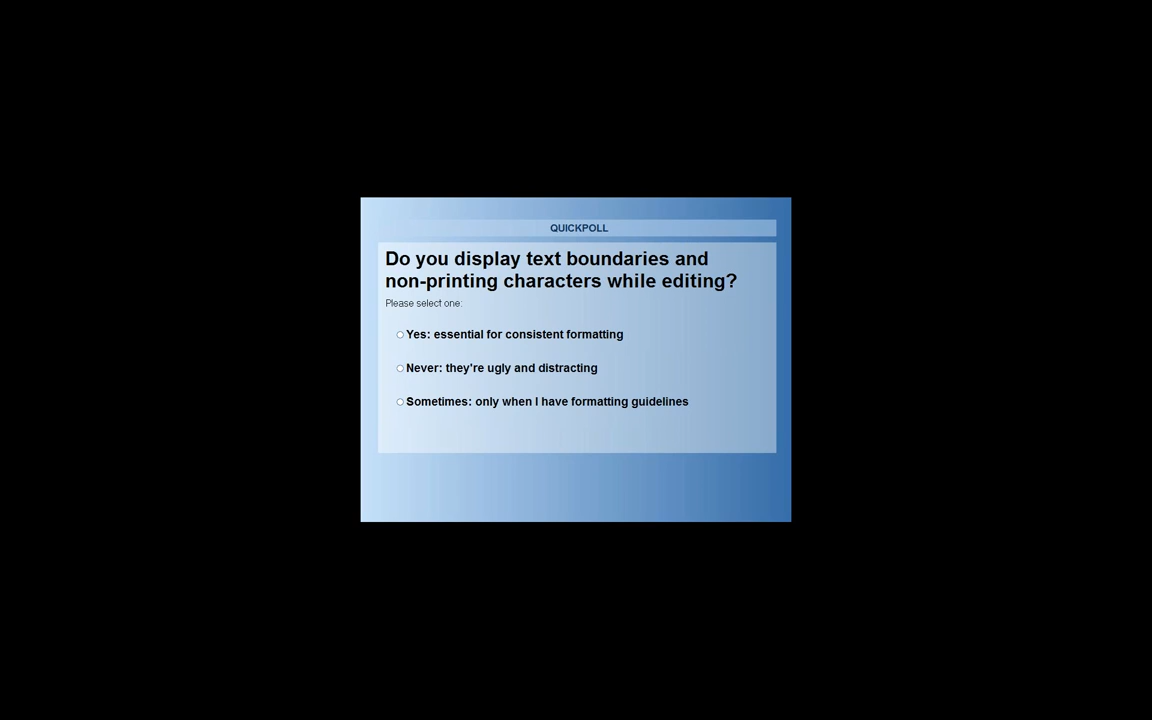 QUICKPOLL
Do you display text boundaries and
non-printing characters while editing?
Please select one:
Yes: essential for consistent formatting
Never: they're ugly and distracting
Sometimes: only when I have formatting guidelines